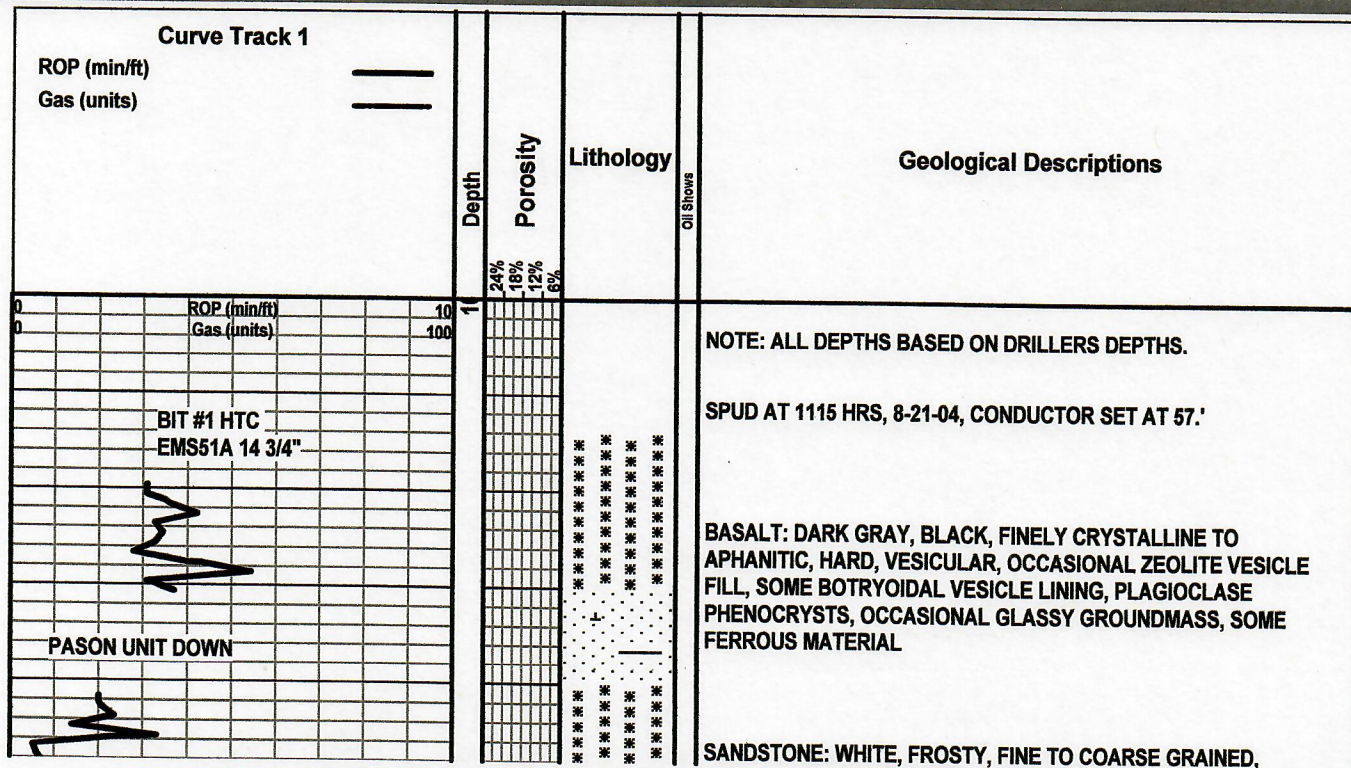 Curve Track 1
ROP (min/ft)
Gas (units)
Depth
Porosity
24%
18%
12%
6%
Lithology
Oil Shows
Geological Descriptions
0 ROP (min/ft) 10
0 Gas (units) 100
NOTE: ALL DEPTHS BASED ON DRILLERS DEPTHS.
SPUD AT 1115 HRS, 8-21-04, CONDUCTOR SET AT 57.'
BIT #1 HTC
EMS51A 14 3/4"
BASALT: DARK GRAY, BLACK, FINELY CRYSTALLINE TO
APHANITIC, HARD, VESICULAR, OCCASIONAL ZEOLITE VESICLE
FILL, SOME BOTRYOIDAL VESICLE LINING, PLAGIOCLASE
PHENOCRYSTS, OCCASIONAL GLASSY GROUNDMASS, SOME
FERROUS MATERIAL
PASON UNIT DOWN
SANDSTONE: WHITE, FROSTY, FINE TO COARSE GRAINED,